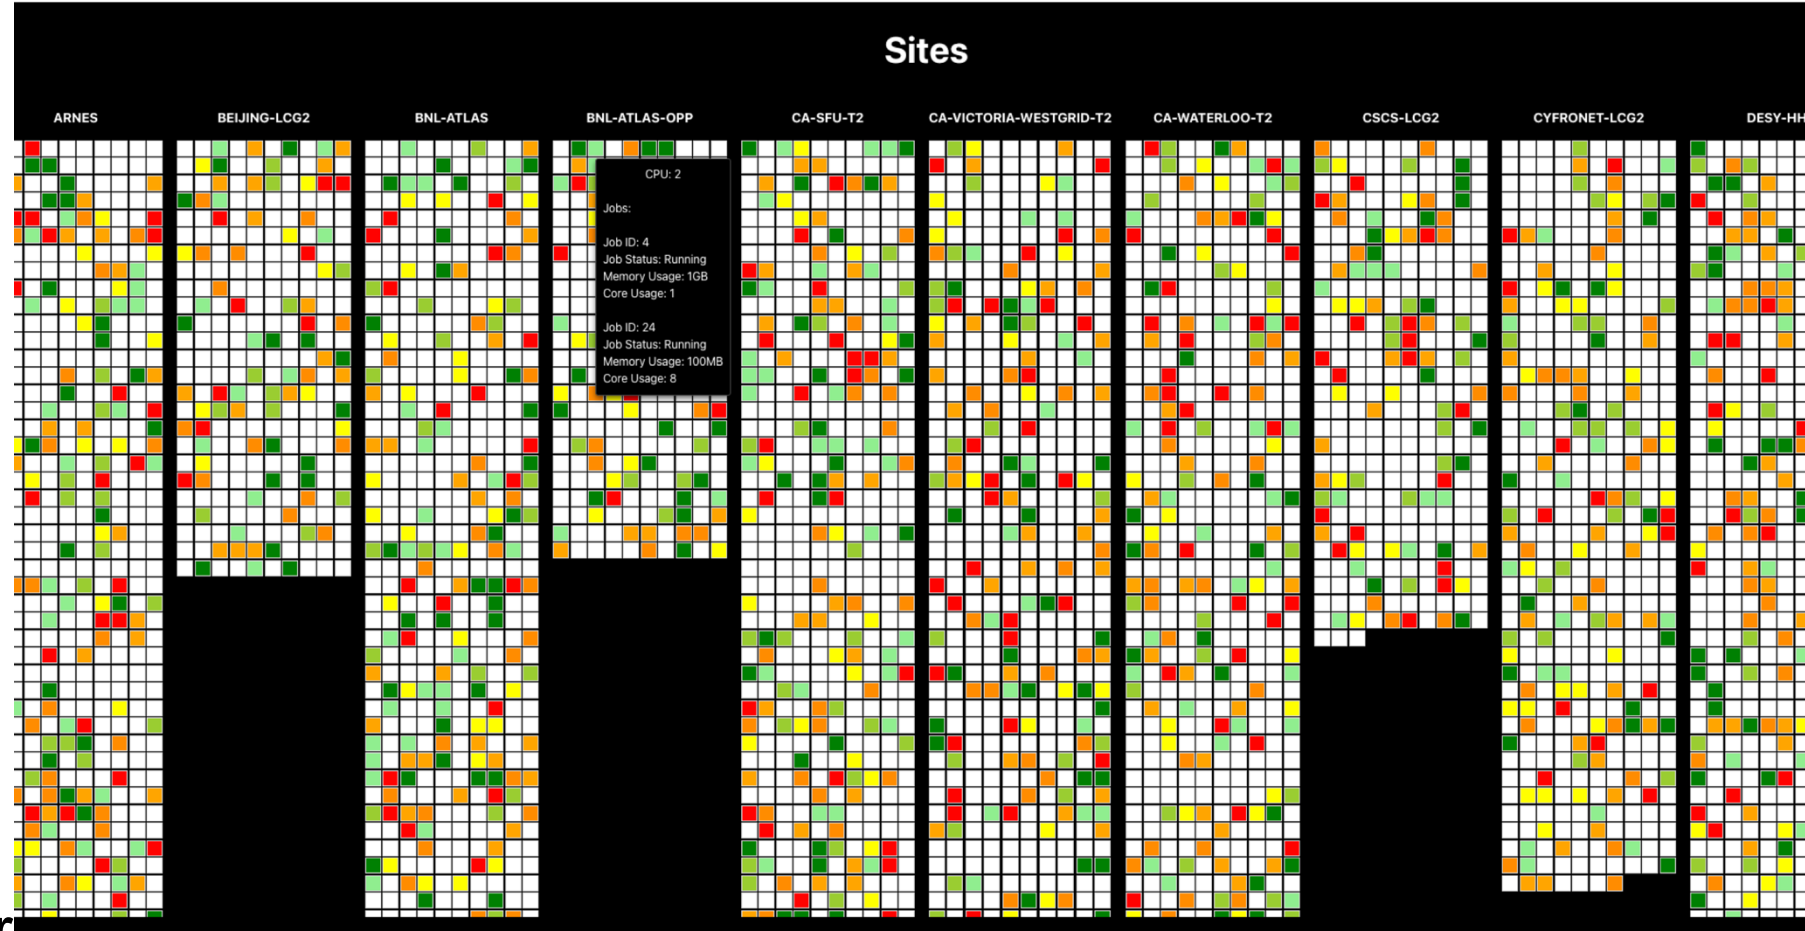 Sites
ARNES
BEIJING-LCG2
BNL-ATLAS
BNL-ATLAS-OPP
CA-SFU-T2
CA-VICTORIA-WESTGRID-T2
CA-WATERLOO-T2
CSCS-LCG2
CYFRONET-LCG2
DESY-HH
CPU: 2
Jobs:
Job ID: 4
Job Status: Running
Memory Usage: 1GB
Core Usage: 1
Job ID: 24
Job Status: Running
Memory Usage: 100MB
Core Usage: 8